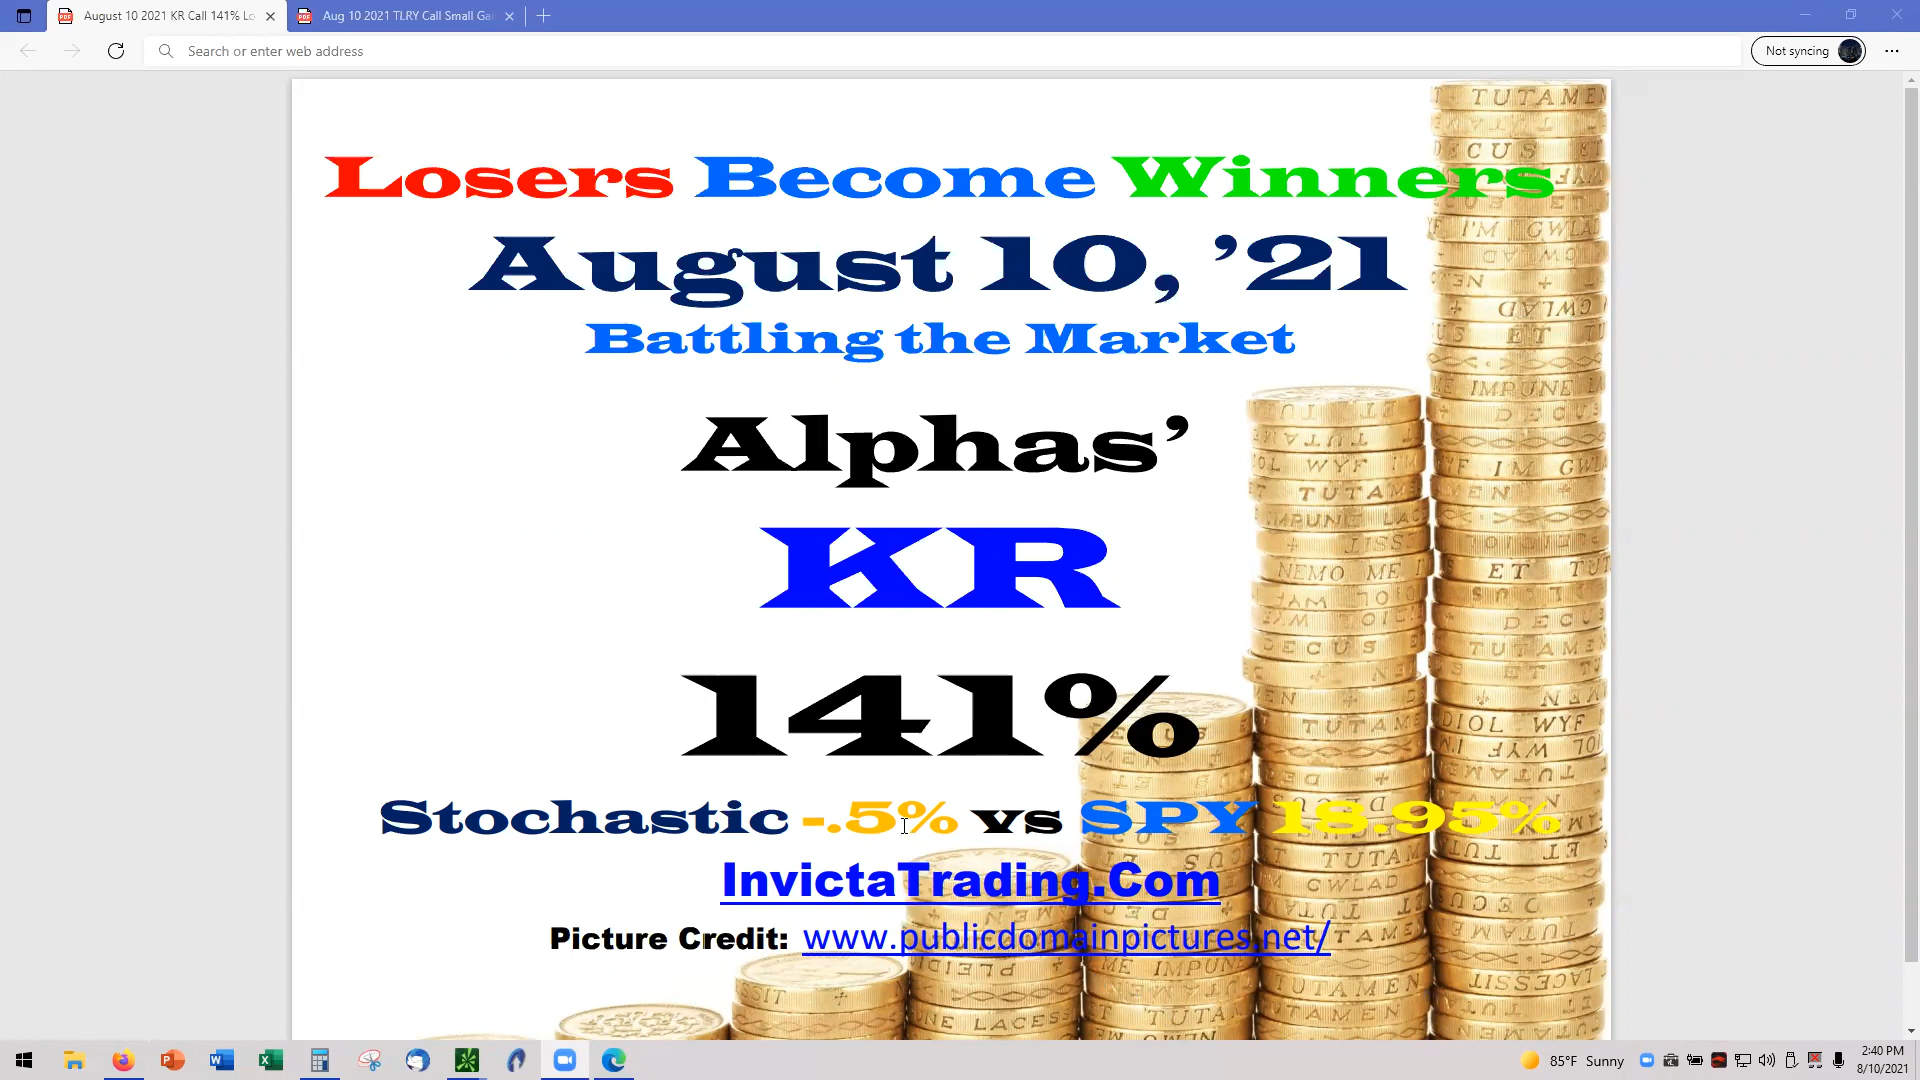 August 10 2021 KR Call 141% Lo
Aug 10 2021 TLRY Call Small Gai
Search or enter web address
Not syncing
Losers Become Winners
August 10, ’21
Battling the Market
Alphas’
KR
141%
Stochastic -.5% vs SPY 18.95%
InvictaTrading.Com
Picture Credit: www.publicdomainpictures.net/
85°F Sunny
2:40 PM
8/10/2021